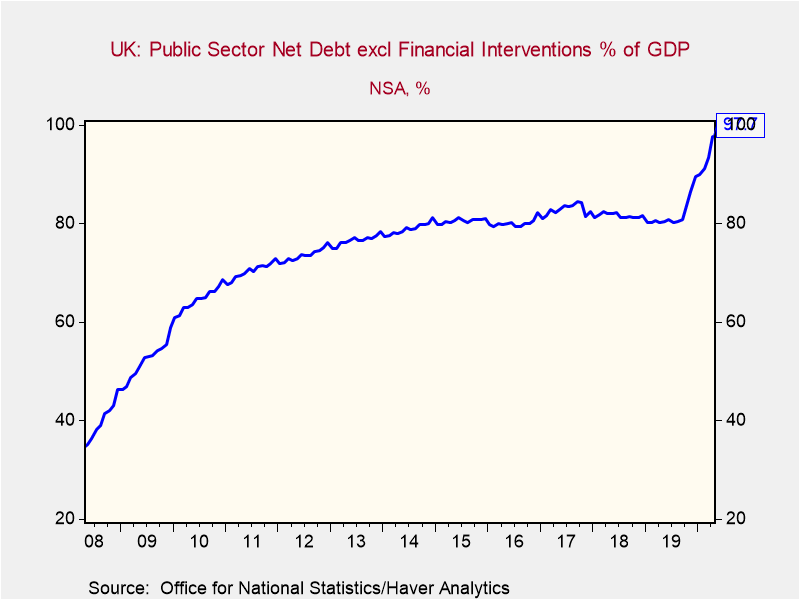 UK: Public Sector Net Debt excl Financial Interventions % of GDP
NSA, %
100 97.7 100
80 80
60 60
40 40
20 20
08 09 10 11 12 13 14 15 16 17 18 19
Source: Office for National Statistics/Haver Analytics